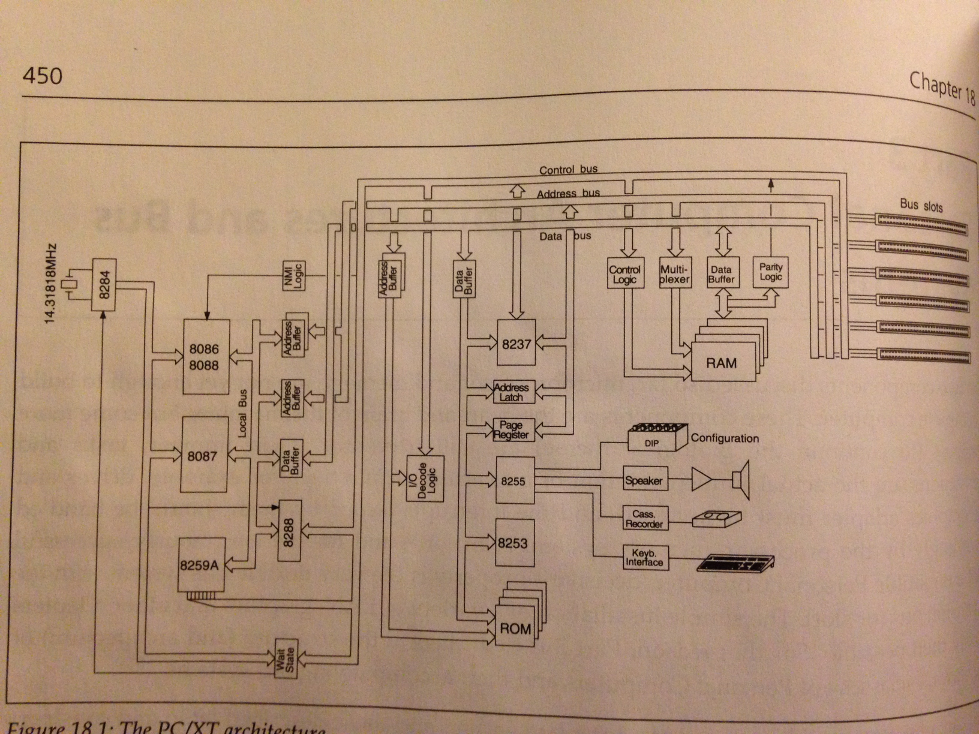 450
Chapter 18
Control bus
Address bus
Data bus
Bus slots
14.31818MHz
8284
NMI
Logic
Address
Buffer
Data
Buffer
Control
Logic
Multi-
plexer
Data
Buffer
Parity
Logic
8086
8088
Address
Buffer
8237
RAM
Local Bus
Address
Buffer
Address
Latch
Page
Register
8087
Data
Buffer
I/O
Decode
Logic
8255
DIP
Configuration
Speaker
8288
8253
Cass.
Recorder
8259A
Keyb.
Interface
ROM
Wait
State
Figure 18.1: The PC/XT architecture